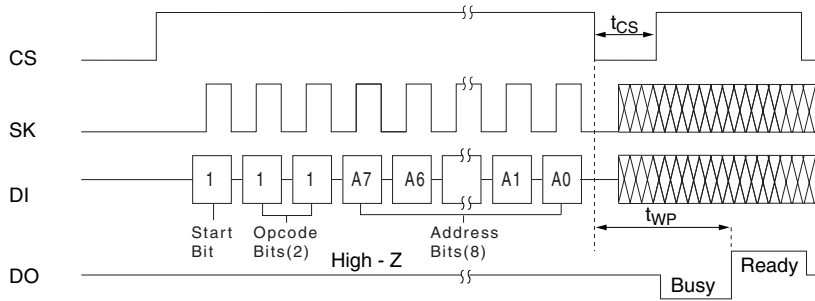 CS
tCS
SK
DI
1 1 1 A7 A6 A1 A0
Start
Bit
Opcode
Bits(2)
Address
Bits(8)
tWP
DO
High - Z
Busy
Ready